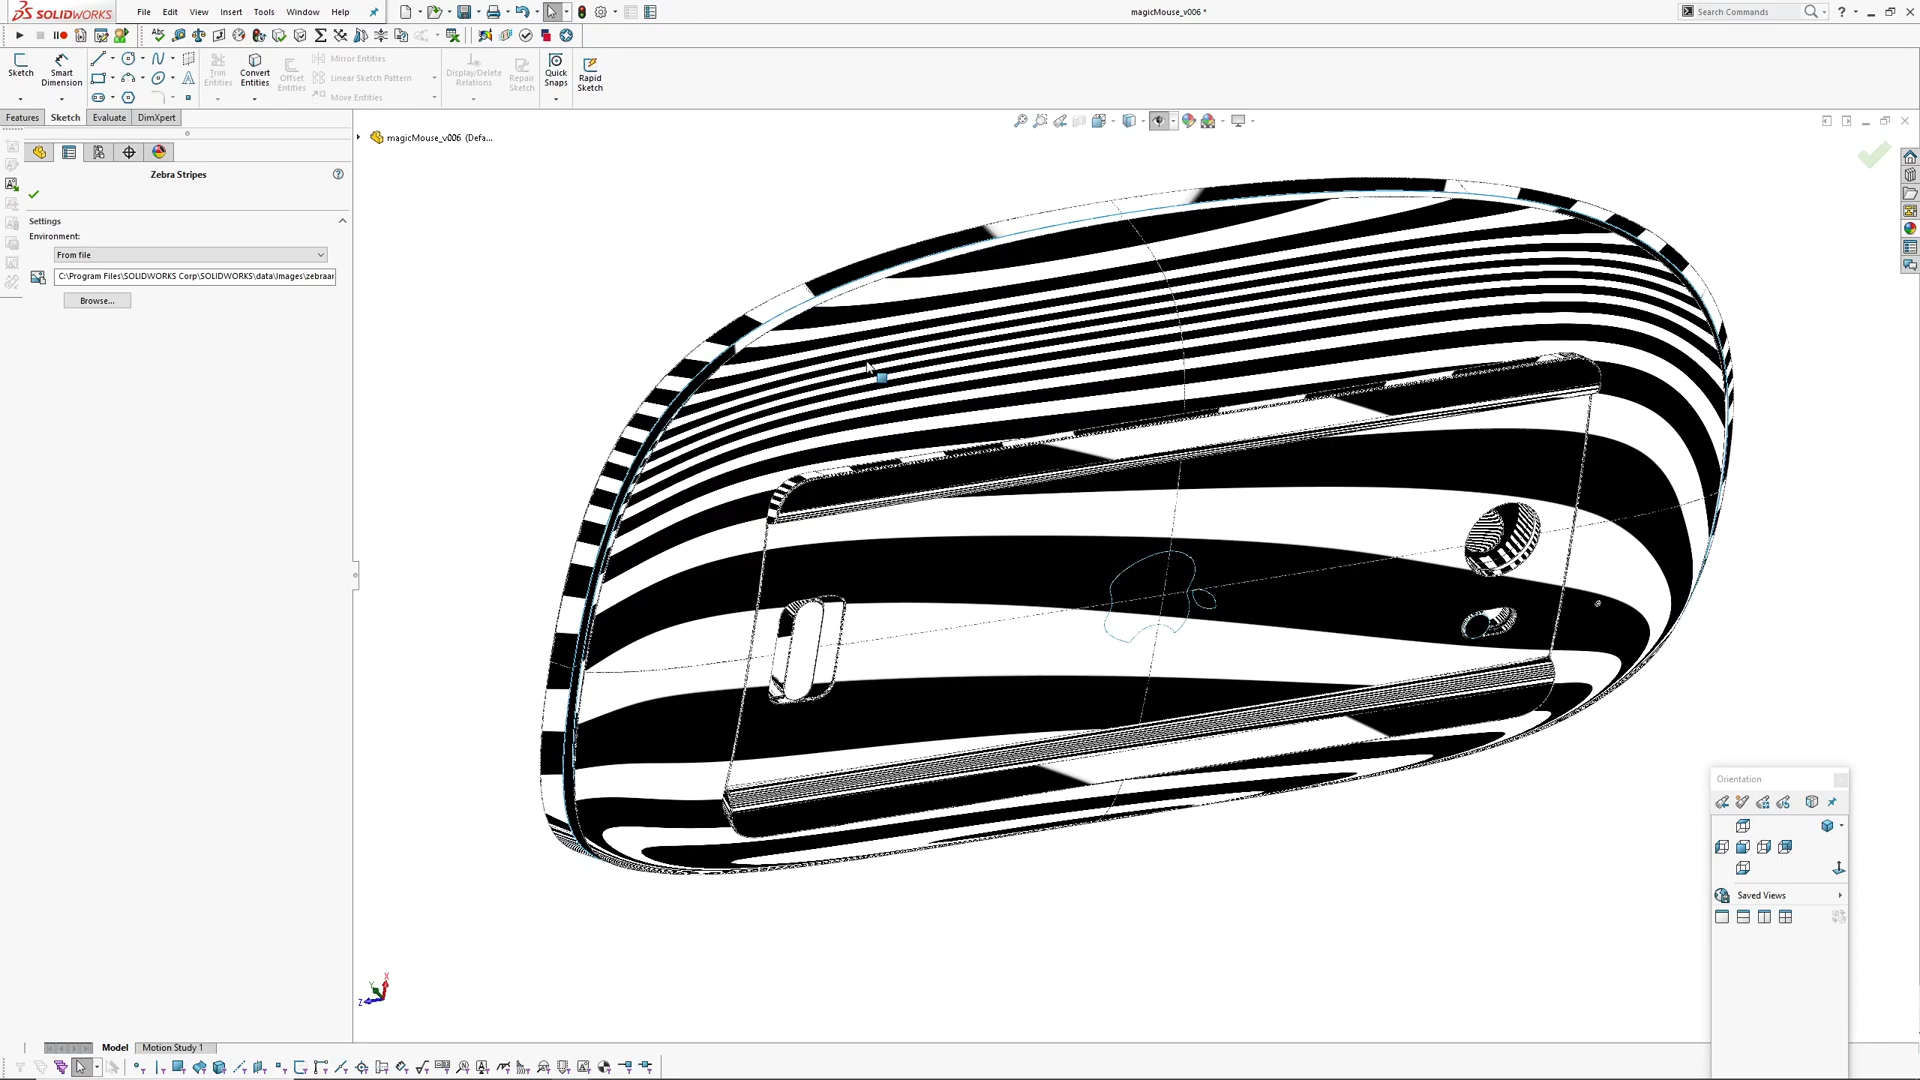 SOLIDWORKS
File Edit View Insert Tools Window Help
magicMouse_v006 *
Search Commands
Sketch
Smart Dimension
Trim Entities
Convert Entities
Offset Entities
Mirror Entities
Linear Sketch Pattern
Move Entities
Display/Delete Relations
Repair Sketch
Quick Snaps
Rapid Sketch
Features Sketch Evaluate DimXpert
magicMouse_v006 (Defa...
Zebra Stripes
Settings
Environment:
From file
C:\Program Files\SOLIDWORKS Corp\SOLIDWORKS\data\Images\zebraar
Browse...
Orientation
Saved Views
X
Y
Z
Model Motion Study 1